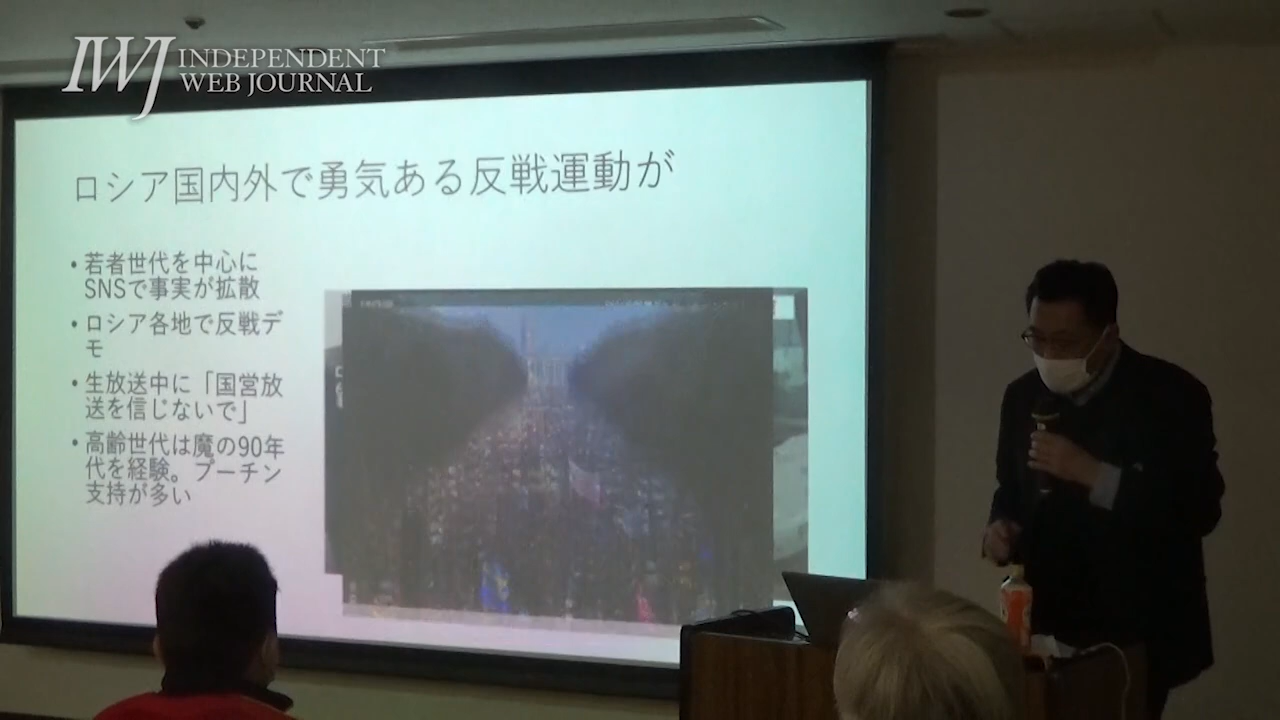 IWJ INDEPENDENT
WEB JOURNAL
ロシア国内外で勇気ある反戦運動が
• 若者世代を中心に
SNSで事実が拡散
• ロシア各地で反戦デ
モ
• 生放送中に「国営放
送を信じないで」
• 高齢世代は魔の90年
代を経験。プーチン
支持が多い